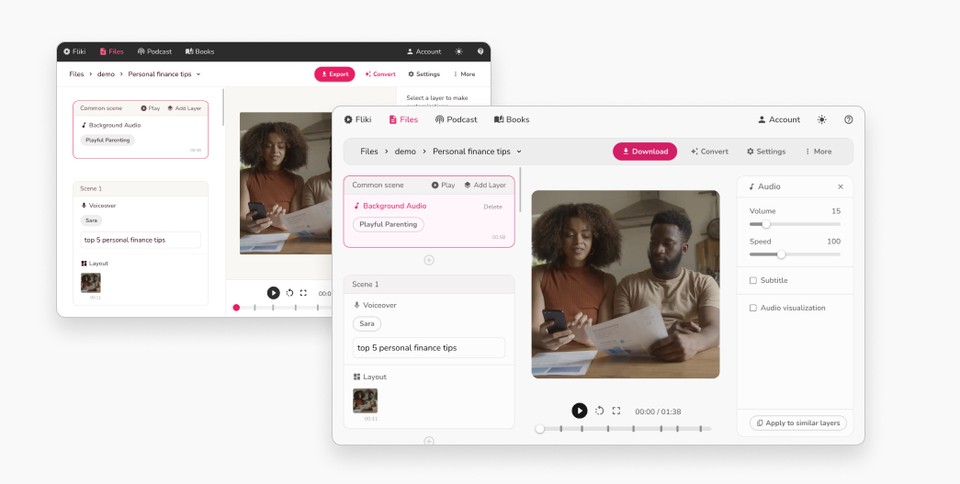 Fliki Files Podcast Books Account
Files > demo > Personal finance tips Export Convert Settings More
Common scene Play Add Layer
Background Audio
Playful Parenting
Scene 1
Voiceover
Sara
top 5 personal finance tips
Layout
00:11
Select a layer to make
00:0
Fliki Files Podcast Books Account
Files > demo > Personal finance tips Download Convert Settings More
Common scene Play Add Layer
Background Audio Delete
Playful Parenting
00:58
Scene 1
Voiceover
Sara
top 5 personal finance tips
Layout
00:11
00:00 / 01:38
Audio
Volume 15
Speed 100
Subtitle
Audio visualization
Apply to similar layers